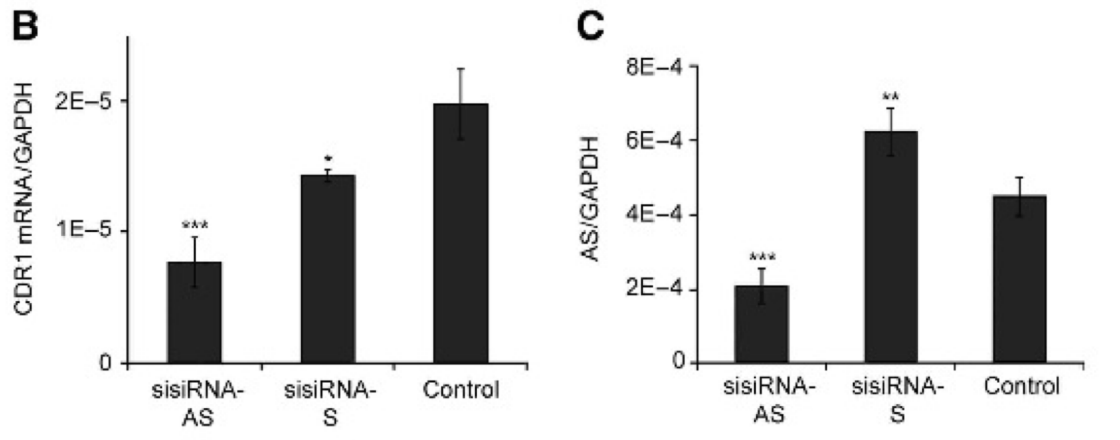 B
CDR1 mRNA/GAPDH
2E–5
1E–5
0
***
*
sisiRNA-
AS
sisiRNA-
S
Control
C
AS/GAPDH
8E–4
6E–4
4E–4
2E–4
0
***
**
sisiRNA-
AS
sisiRNA-
S
Control